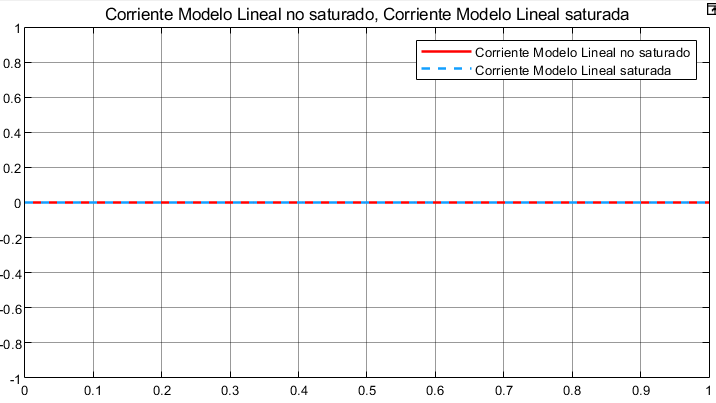 Corriente Modelo Lineal no saturado, Corriente Modelo Lineal saturada
1
Corriente Modelo Lineal no saturado
0.8
Corriente Modelo Lineal saturada
0.6
0.4
0.2
0
-0.2
-0.4
-0.6
-0.8
-1
0 0.1 0.2 0.3 0.4 0.5 0.6 0.7 0.8 0.9 1